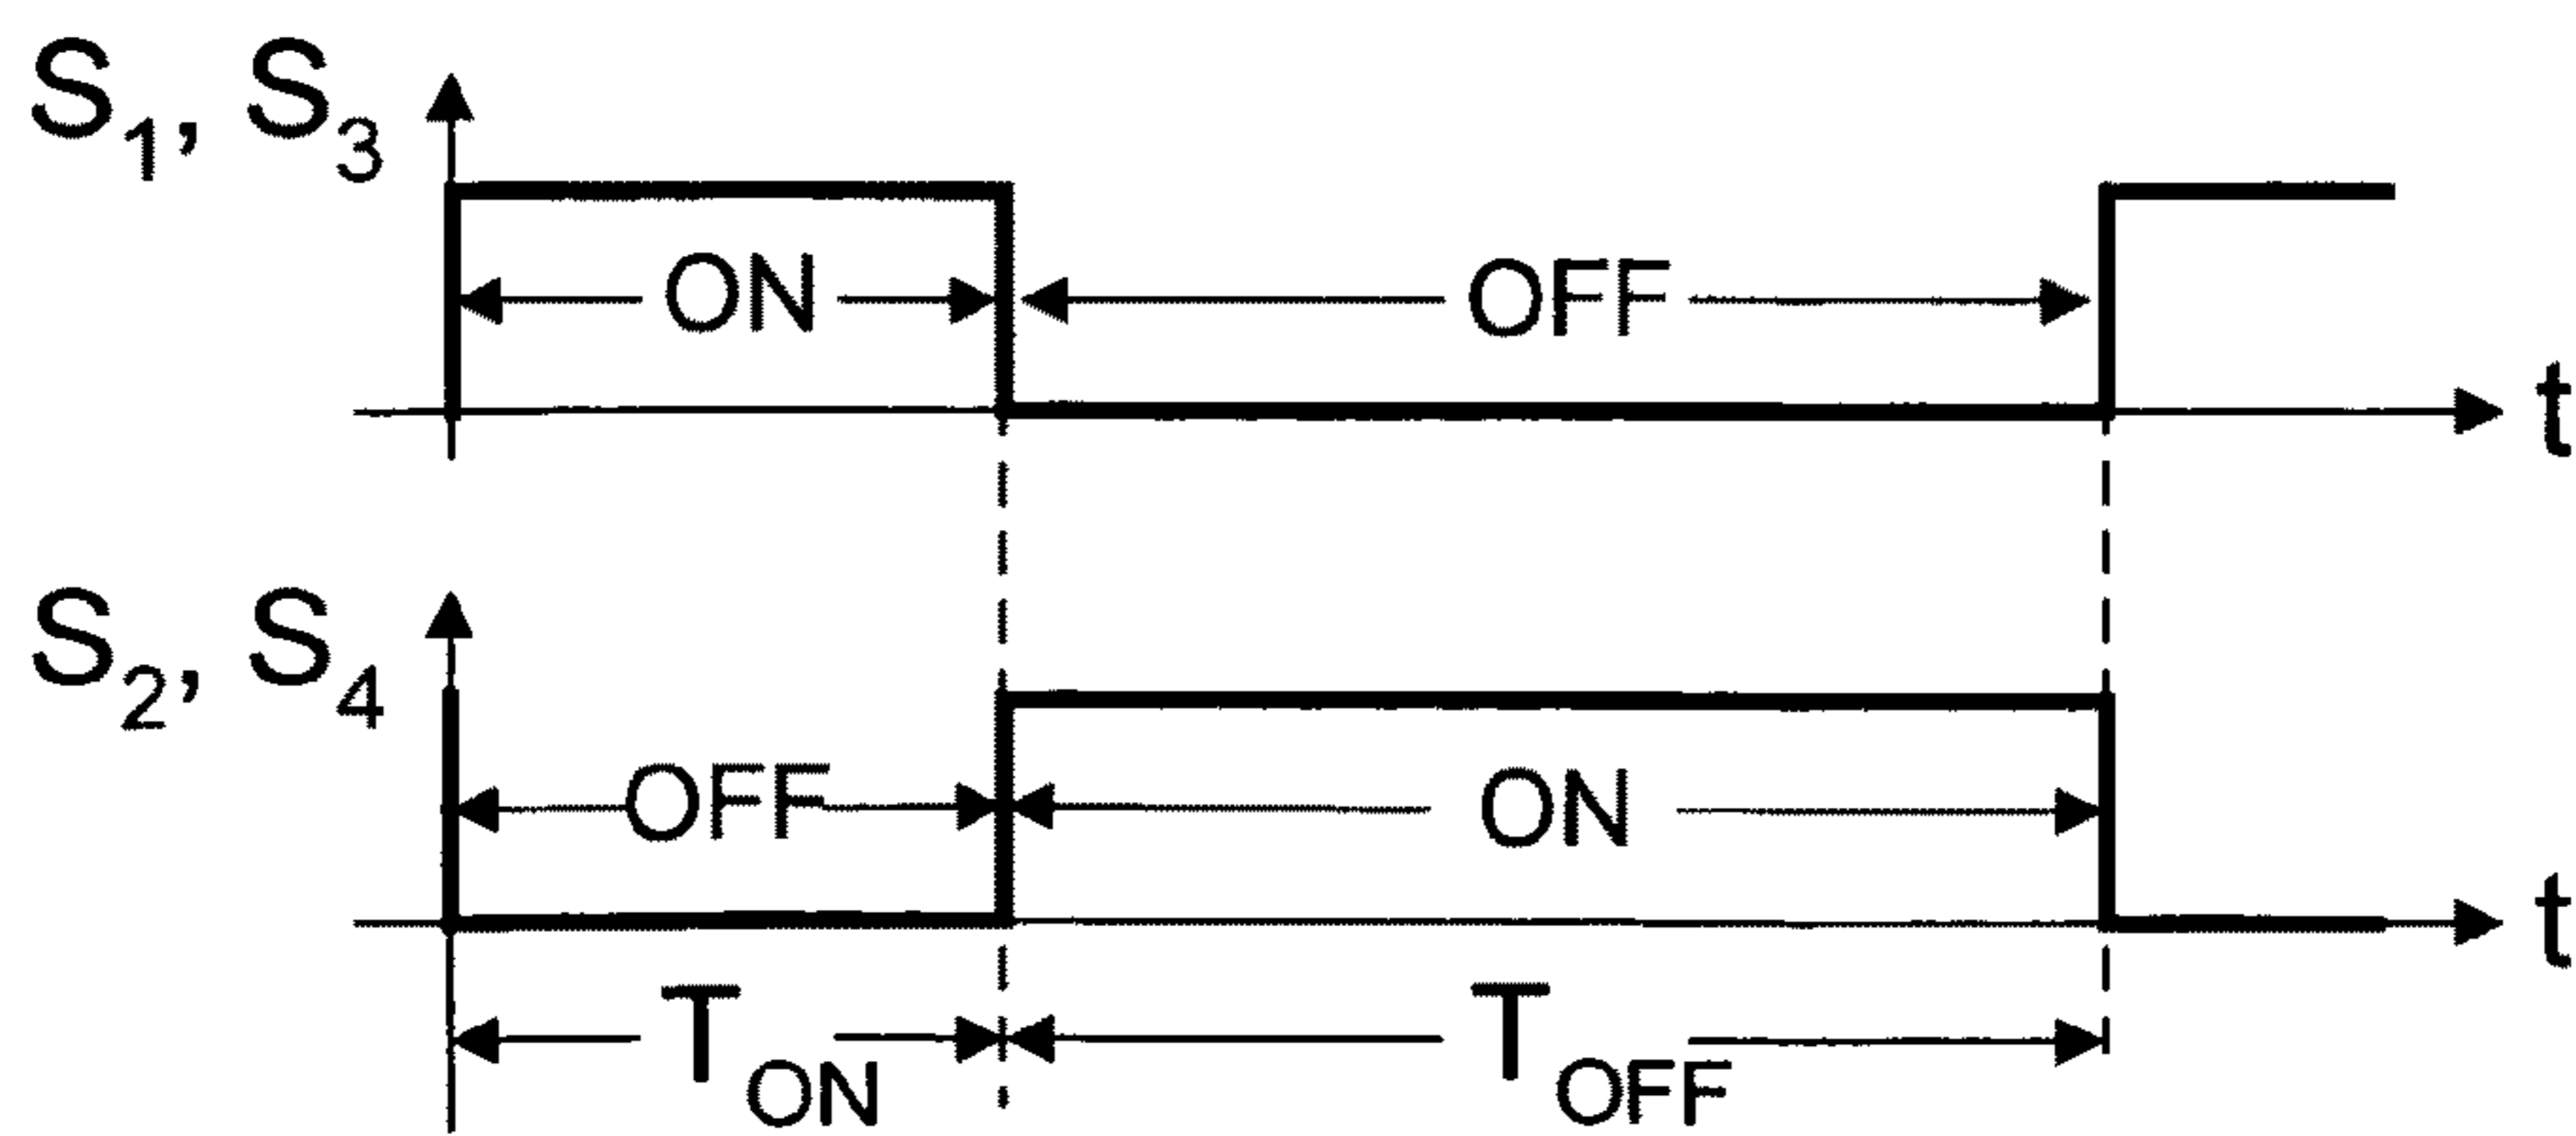 S1, S3
ON
OFF
t
S2, S4
OFF
ON
t
TON
TOFF